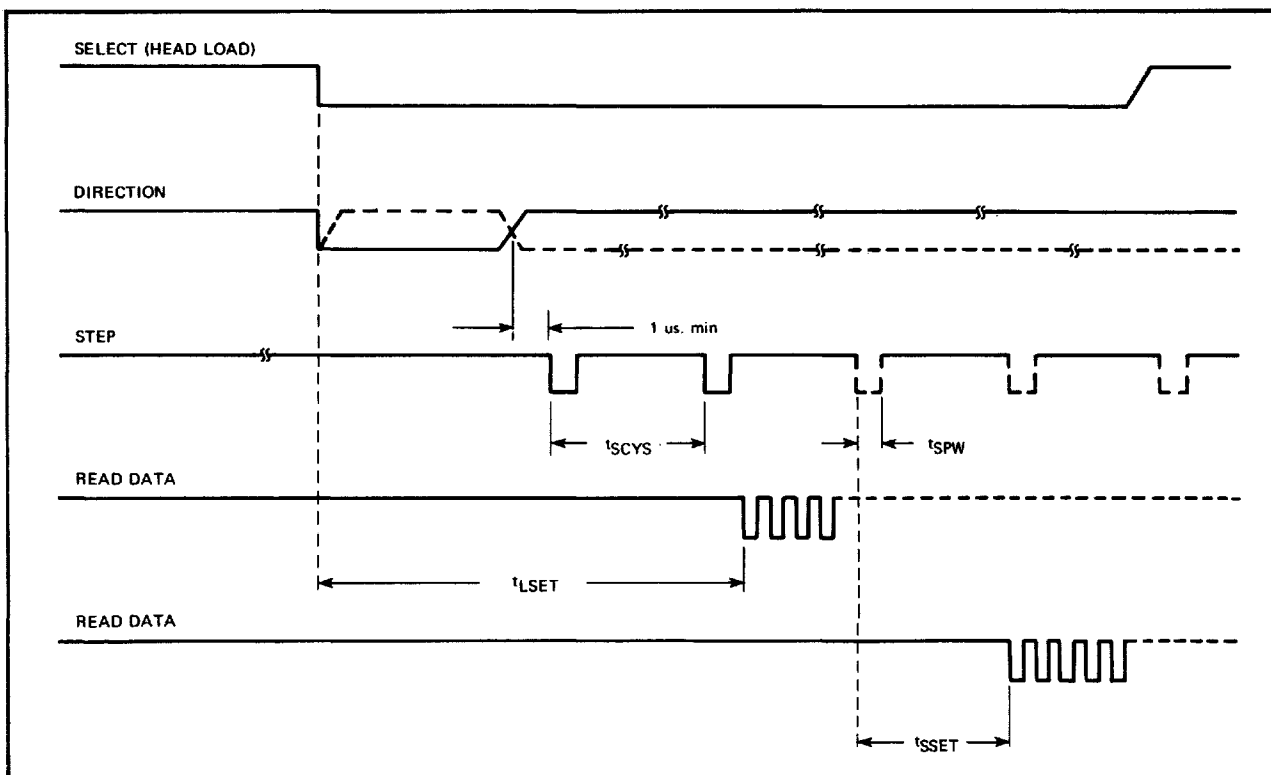 SELECT (HEAD LOAD)
DIRECTION
1 us. min
STEP
tSCYS
tSPW
READ DATA
tLSET
READ DATA
tSSET